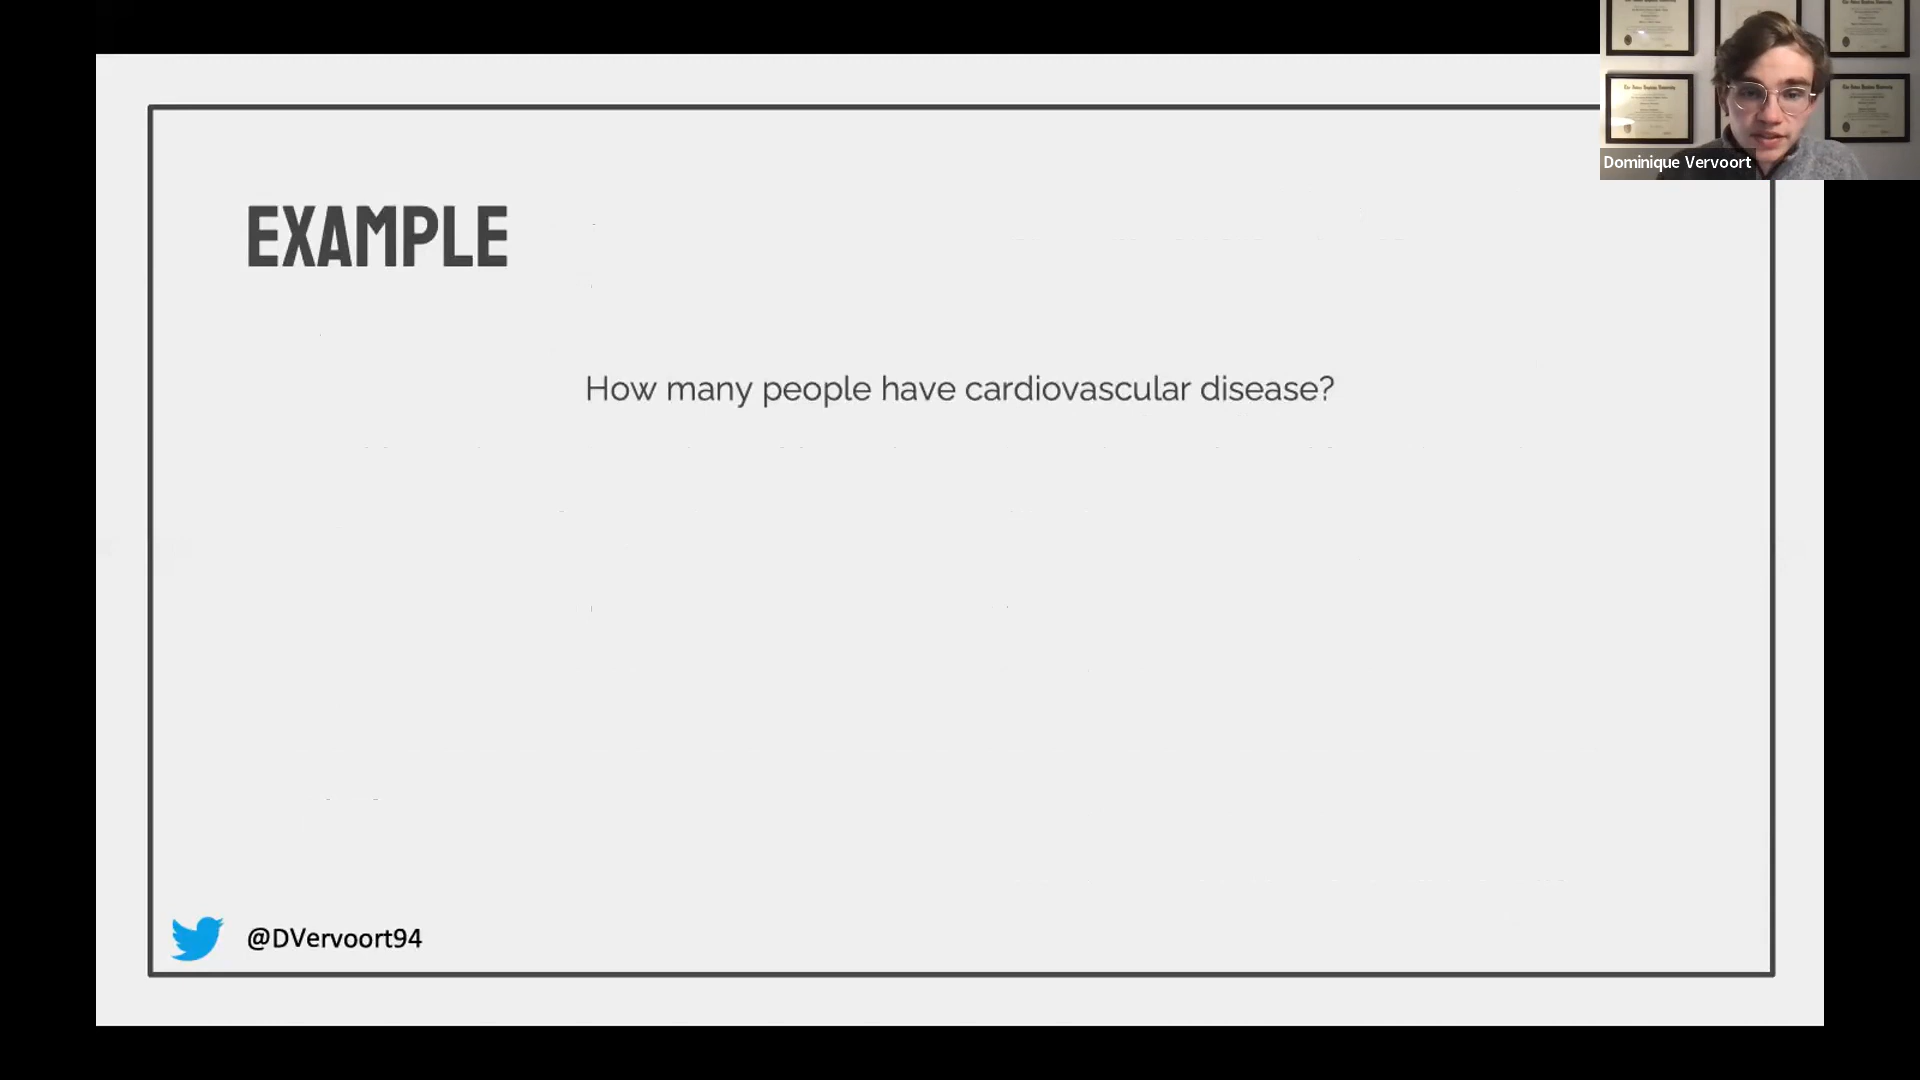 EXAMPLE
How many people have cardiovascular disease?
@DVervoort94
Dominique Vervoort